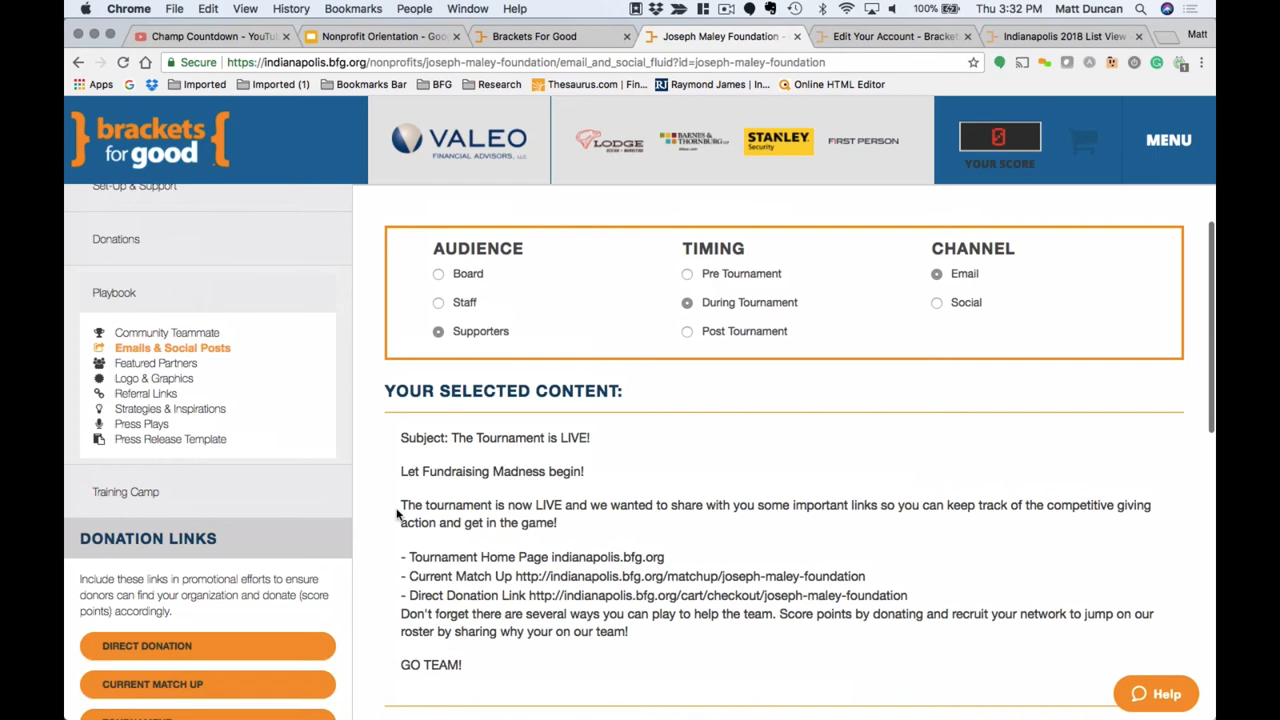 Chrome File Edit View History Bookmarks People Window Help 100% Thu 3:32 PM Matt Duncan
Champ Countdown - YouTu
Nonprofit Orientation - Goo
Brackets For Good
Joseph Maley Foundation -
Edit Your Account - Bracket
Indianapolis 2018 List View
Matt
Secure https://indianapolis.bfg.org/nonprofits/joseph-maley-foundation/email_and_social_fluid?id=joseph-maley-foundation
Apps G Imported Imported (1) Bookmarks Bar BFG Research Thesaurus.com | Fin... RJ Raymond James | In... Online HTML Editor
brackets
for good
VALEO
FINANCIAL ADVISORS, LLC
LODGE
BARNES &
THORNBURG LLP
STANLEY
Security
FIRST PERSON
YOUR SCORE
MENU
Set-Up & Support
Donations
Playbook
Community Teammate
Emails & Social Posts
Featured Partners
Logo & Graphics
Referral Links
Strategies & Inspirations
Press Plays
Press Release Template
Training Camp
DONATION LINKS
Include these links in promotional efforts to ensure
donors can find your organization and donate (score
points) accordingly.
DIRECT DONATION
CURRENT MATCH UP
AUDIENCE
Board
Staff
Supporters
TIMING
Pre Tournament
During Tournament
Post Tournament
CHANNEL
Email
Social
YOUR SELECTED CONTENT:
Subject: The Tournament is LIVE!
Let Fundraising Madness begin!
The tournament is now LIVE and we wanted to share with you some important links so you can keep track of the competitive giving
action and get in the game!
- Tournament Home Page indianapolis.bfg.org
- Current Match Up http://indianapolis.bfg.org/matchup/joseph-maley-foundation
- Direct Donation Link http://indianapolis.bfg.org/cart/checkout/joseph-maley-foundation
Don't forget there are several ways you can play to help the team. Score points by donating and recruit your network to jump on our
roster by sharing why your on our team!
GO TEAM!
Help